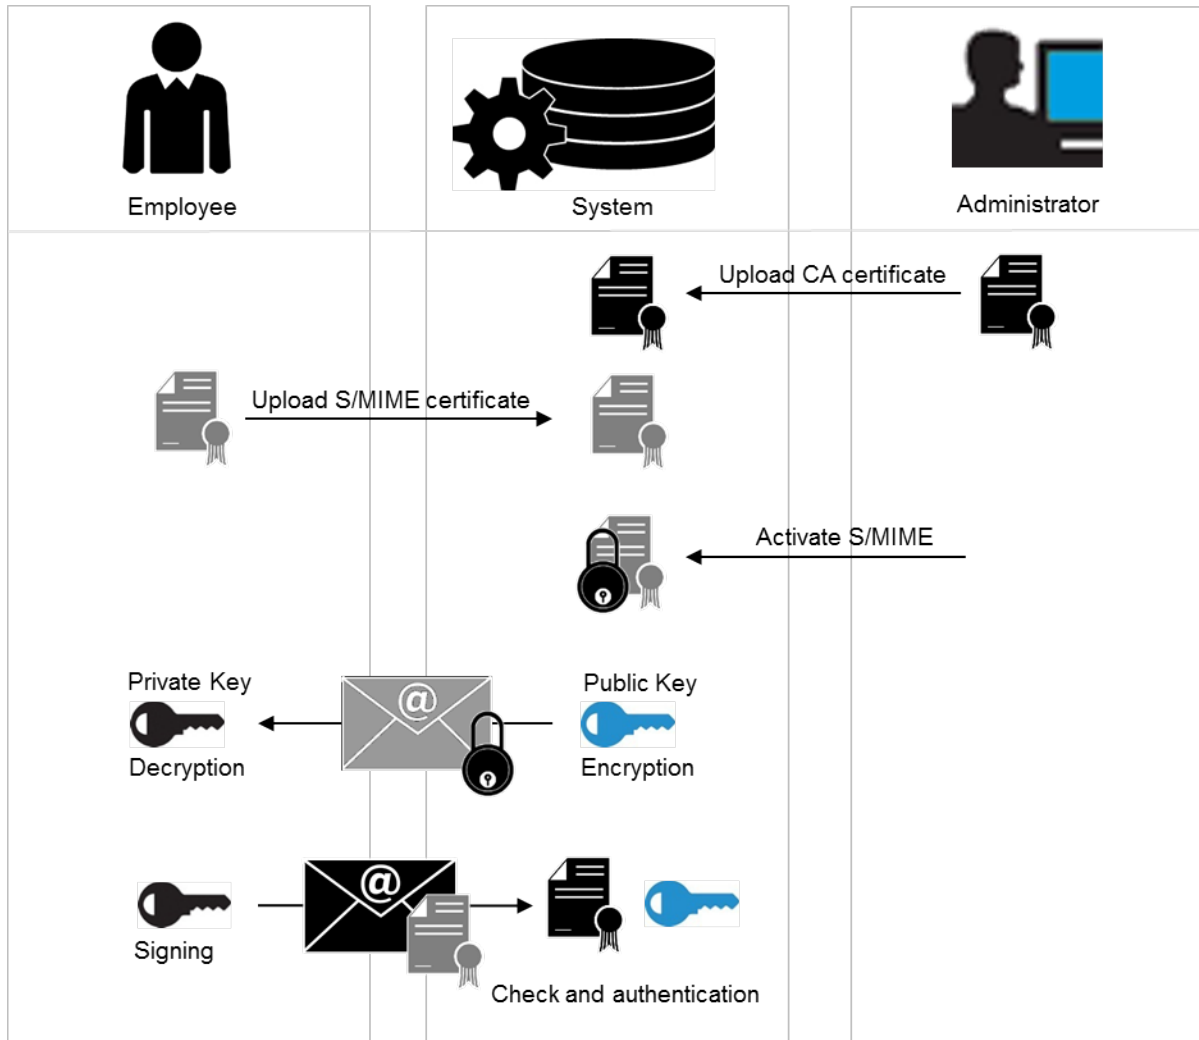 Employee
System
Administrator
Upload CA certificate
Upload S/MIME certificate
Activate S/MIME
Private Key
Public Key
@
Decryption
Encryption
@
Signing
Check and authentication